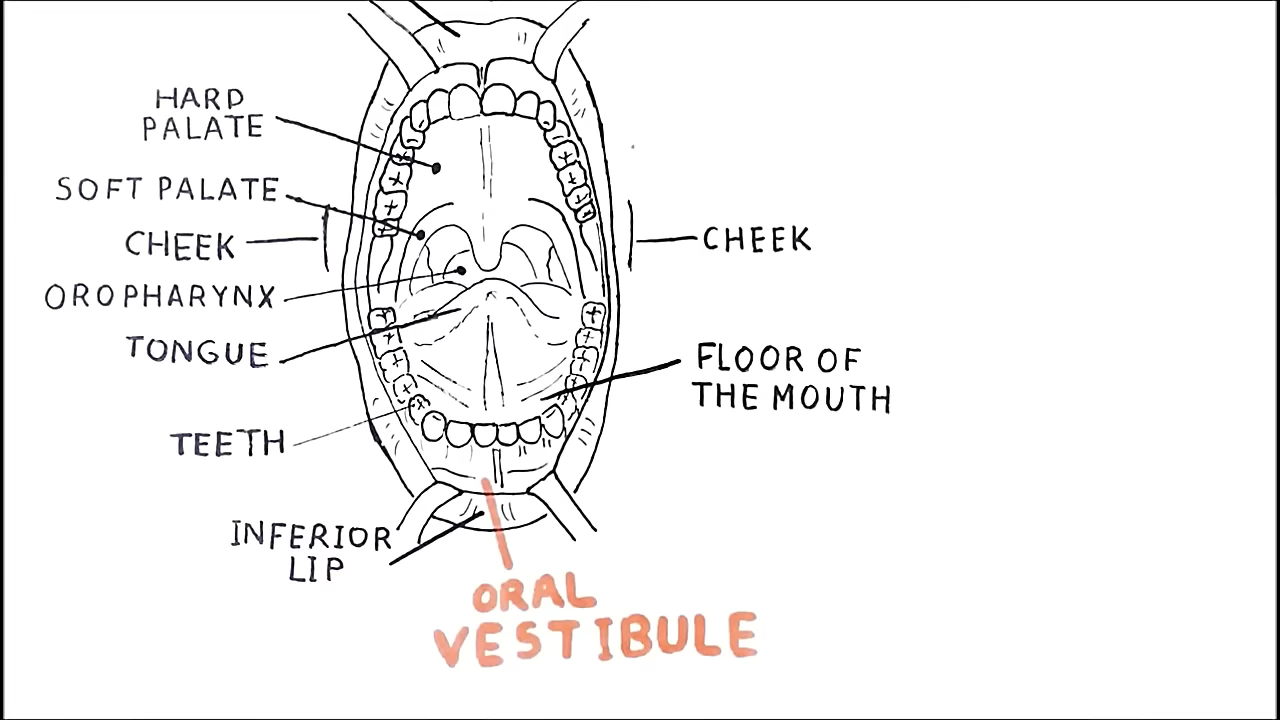 HARD
PALATE
SOFT PALATE
CHEEK
CHEEK
OROPHARYNX
TONGUE
FLOOR OF
THE MOUTH
TEETH
INFERIOR
LIP
ORAL
VESTIBULE